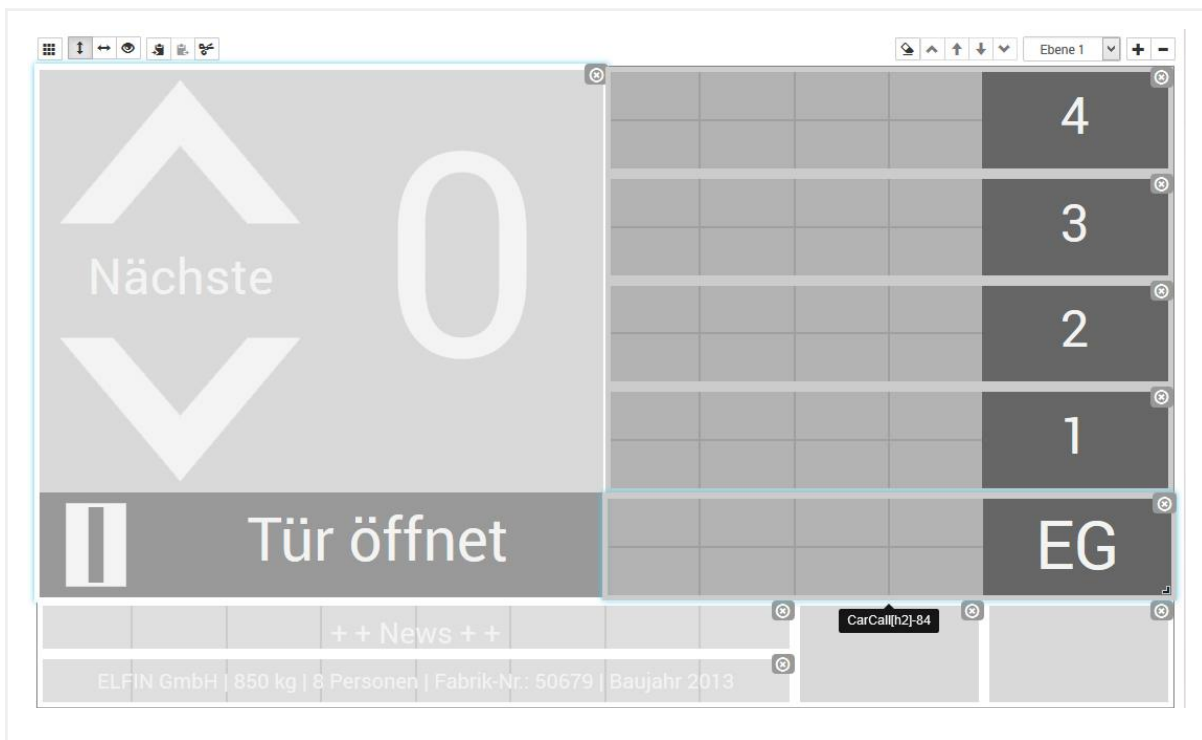 Ebene 1
Nächste
0
Tür öffnet
4
3
2
1
EG
CarCall[h2]-84
+ + News + +
ELFIN GmbH | 850 kg | 8 Personen | Fabrik-Nr.: 50679 | Baujahr 2013